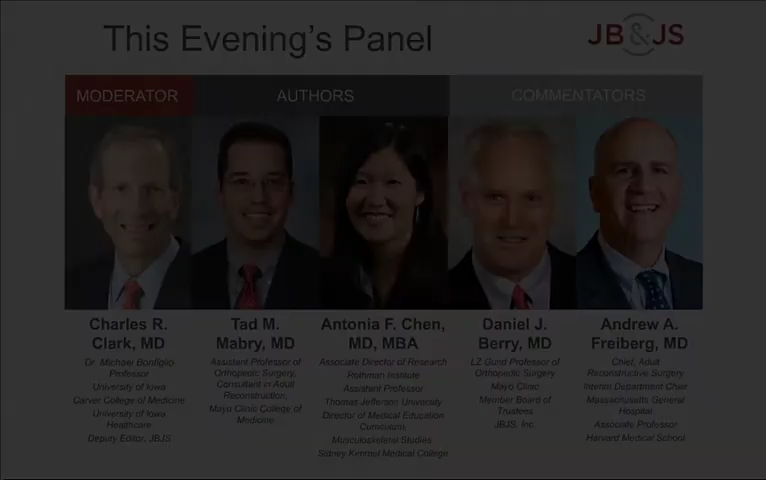 This Evening's Panel
JB&JS
MODERATOR
AUTHORS
COMMENTATORS
Charles R.
Clark, MD
Dr. Michael Bonfiglio
Professor
University of Iowa
Carver College of Medicine
University of Iowa
Healthcare
Deputy Editor, JBJS
Tad M.
Mabry, MD
Assistant Professor of
Orthopedic Surgery,
Consultant in Adult
Reconstruction,
Mayo Clinic College of
Medicine
Antonia F. Chen,
MD, MBA
Associate Director of Research
Rothman Institute
Assistant Professor
Thomas Jefferson University
Director of Medical Education
Curriculum,
Musculoskeletal Studies
Sidney Kimmel Medical College
Daniel J.
Berry, MD
LZ Gund Professor of
Orthopedic Surgery
Mayo Clinic
Member Board of
Trustees
JBJS, Inc.
Andrew A.
Freiberg, MD
Chief, Adult
Reconstructive Surgery
Interim Department Chair
Massachusetts General
Hospital
Associate Professor
Harvard Medical School